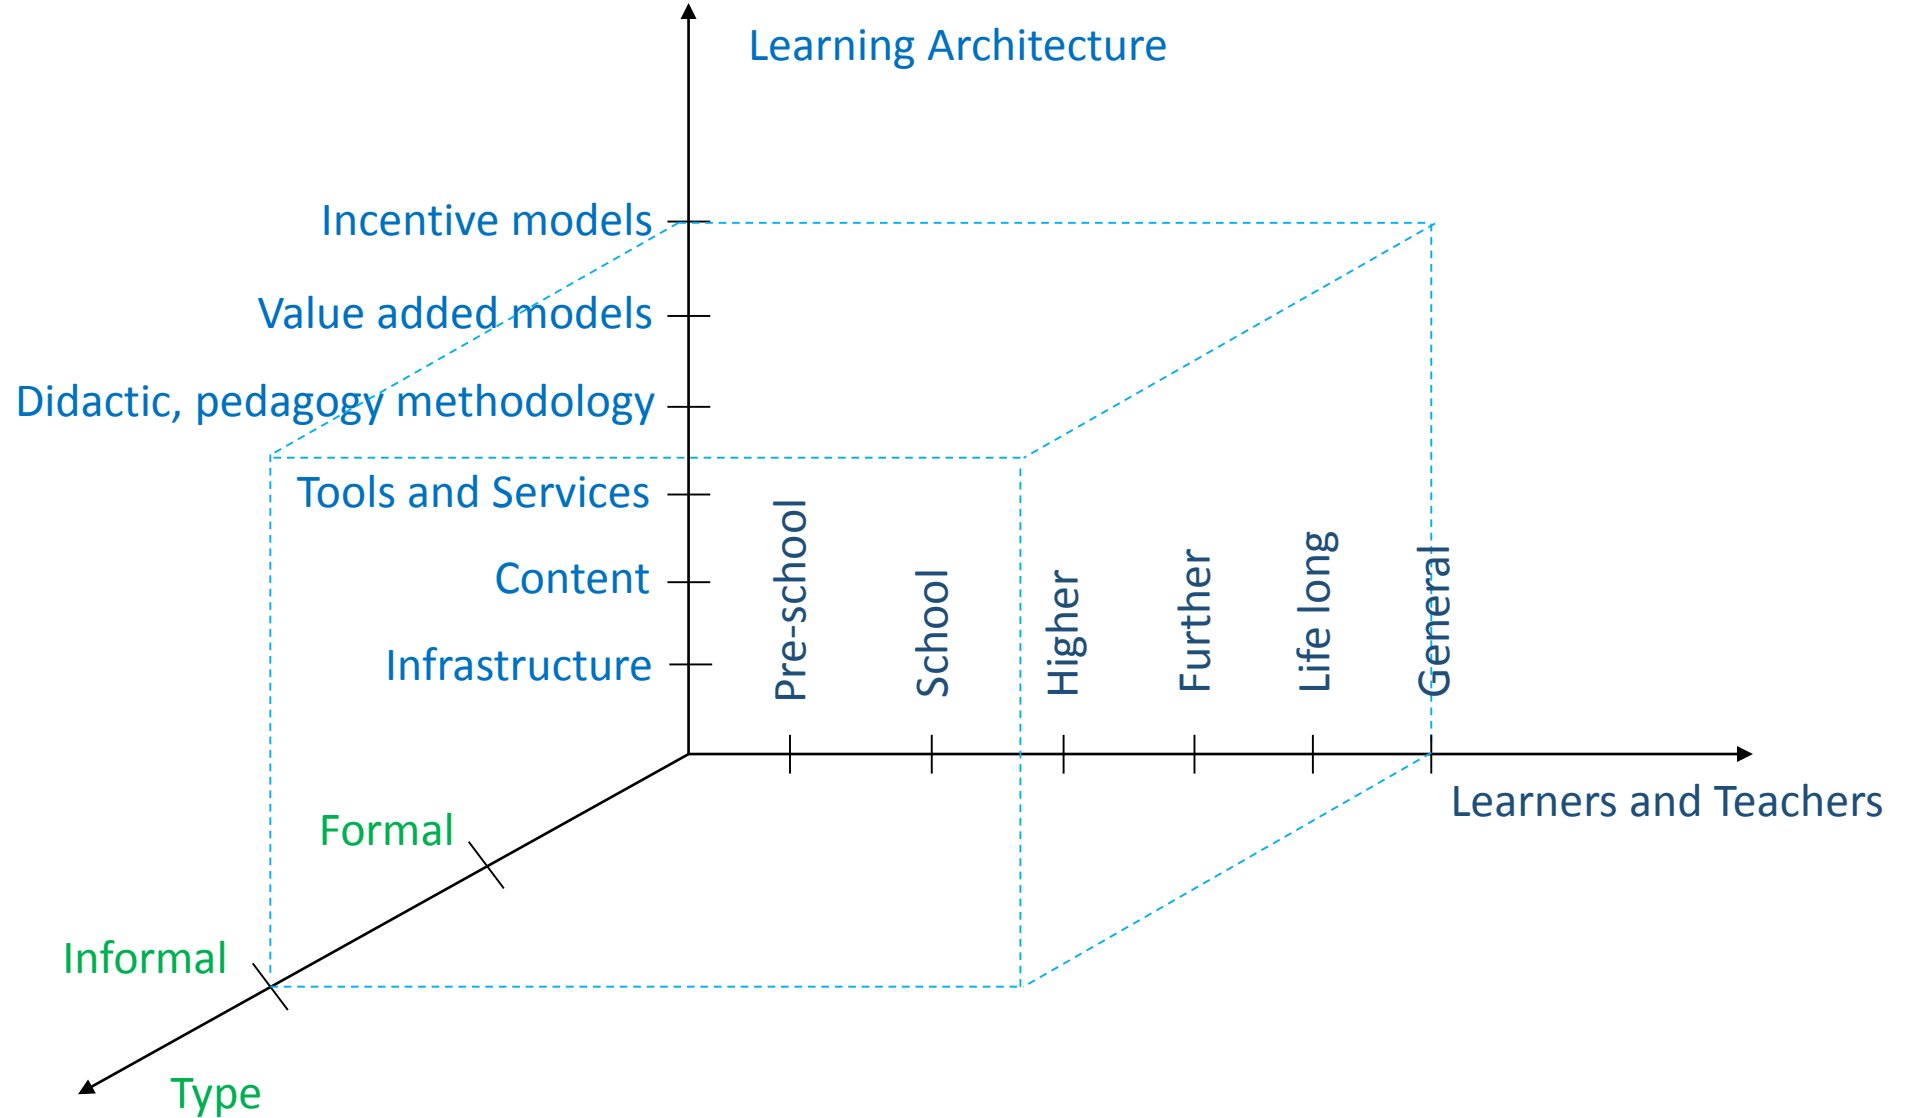 Learning Architecture
Incentive models
Value added models
Didactic, pedagogy methodology
Tools and Services
Content
Infrastructure
Pre-school
School
Higher
Further
Life long
General
Learners and Teachers
Formal
Informal
Type